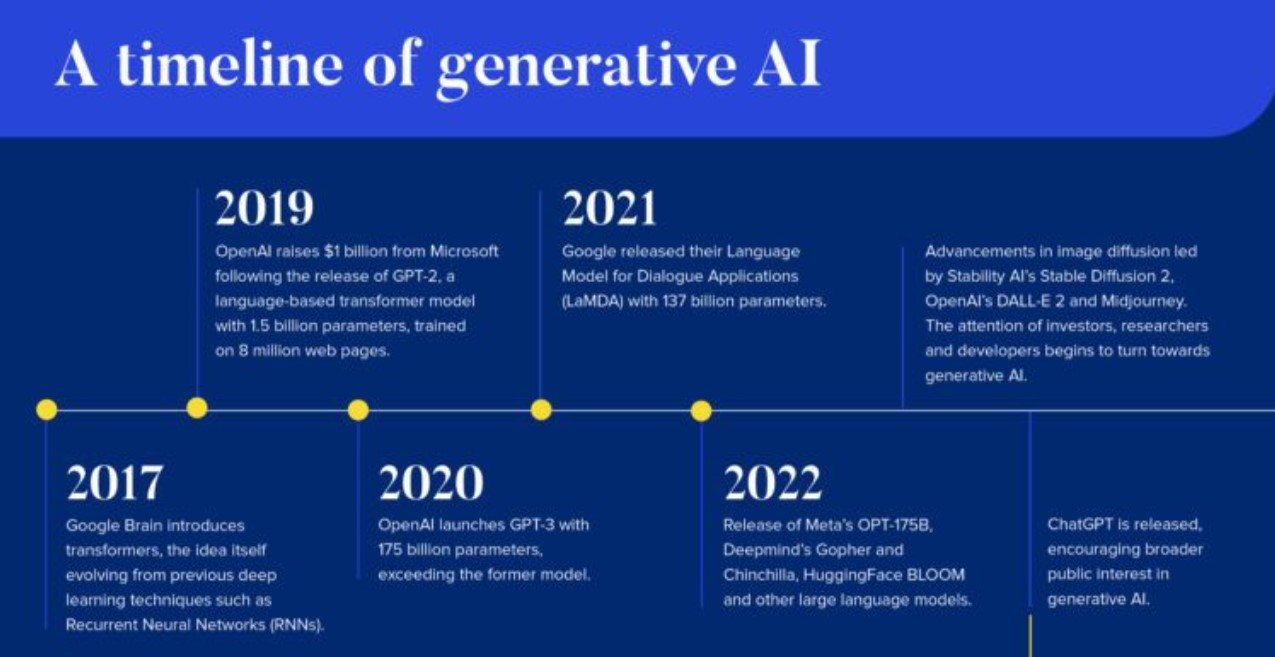 A timeline of generative AI
2017
Google Brain introduces
transformers, the idea itself
evolving from previous deep
learning techniques such as
Recurrent Neural Networks (RNNs).
2019
OpenAI raises $1 billion from Microsoft
following the release of GPT-2, a
language-based transformer model
with 1.5 billion parameters, trained
on 8 million web pages.
2020
OpenAI launches GPT-3 with
175 billion parameters,
exceeding the former model.
2021
Google released their Language
Model for Dialogue Applications
(LaMDA) with 137 billion parameters.
2022
Release of Meta's OPT-175B,
Deepmind's Gopher and
Chinchilla, HuggingFace BLOOM
and other large language models.
Advancements in image diffusion led
by Stability AI's Stable Diffusion 2,
OpenAI's DALL-E 2 and Midjourney.
The attention of investors, researchers
and developers begins to turn towards
generative AI.
ChatGPT is released,
encouraging broader
public interest in
generative AI.